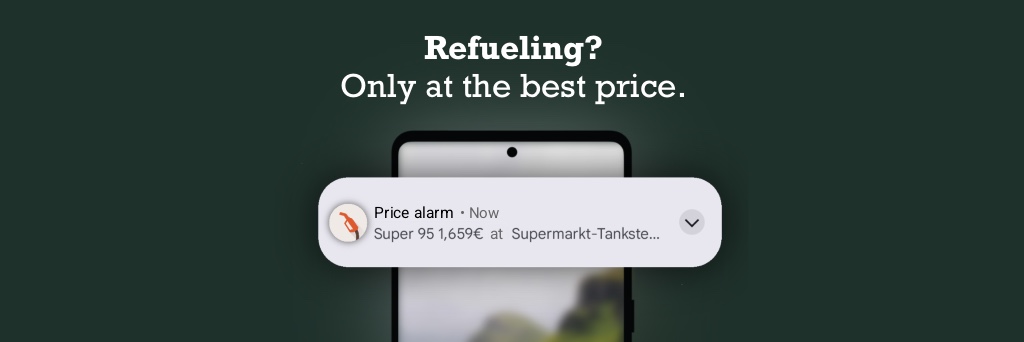 Refueling?
Only at the best price.
Price alarm • Now
Super 95 1,659€ at Supermarkt-Tankste...